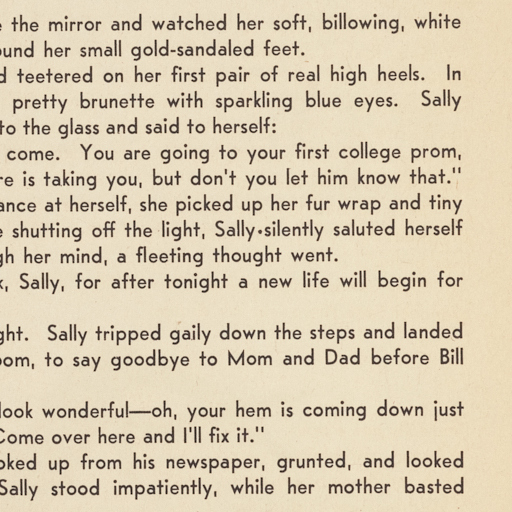 the mirror and watched her soft, billowing, white
her small gold-sandaled feet.
teetered on her first pair of real high heels. In
pretty brunette with sparkling blue eyes. Sally
to the glass and said to herself:
come. You are going to your first college prom,
is taking you, but don't you let him know that."
at herself, she picked up her fur wrap and tiny
shutting off the light, Sally silently saluted herself
her mind, a fleeting thought went.
Sally, for after tonight a new life will begin for
Sally tripped gaily down the steps and landed
to say goodbye to Mom and Dad before Bill
look wonderful—oh, your hem is coming down just
Come over here and I'll fix it."
up from his newspaper, grunted, and looked
Sally stood impatiently, while her mother basted